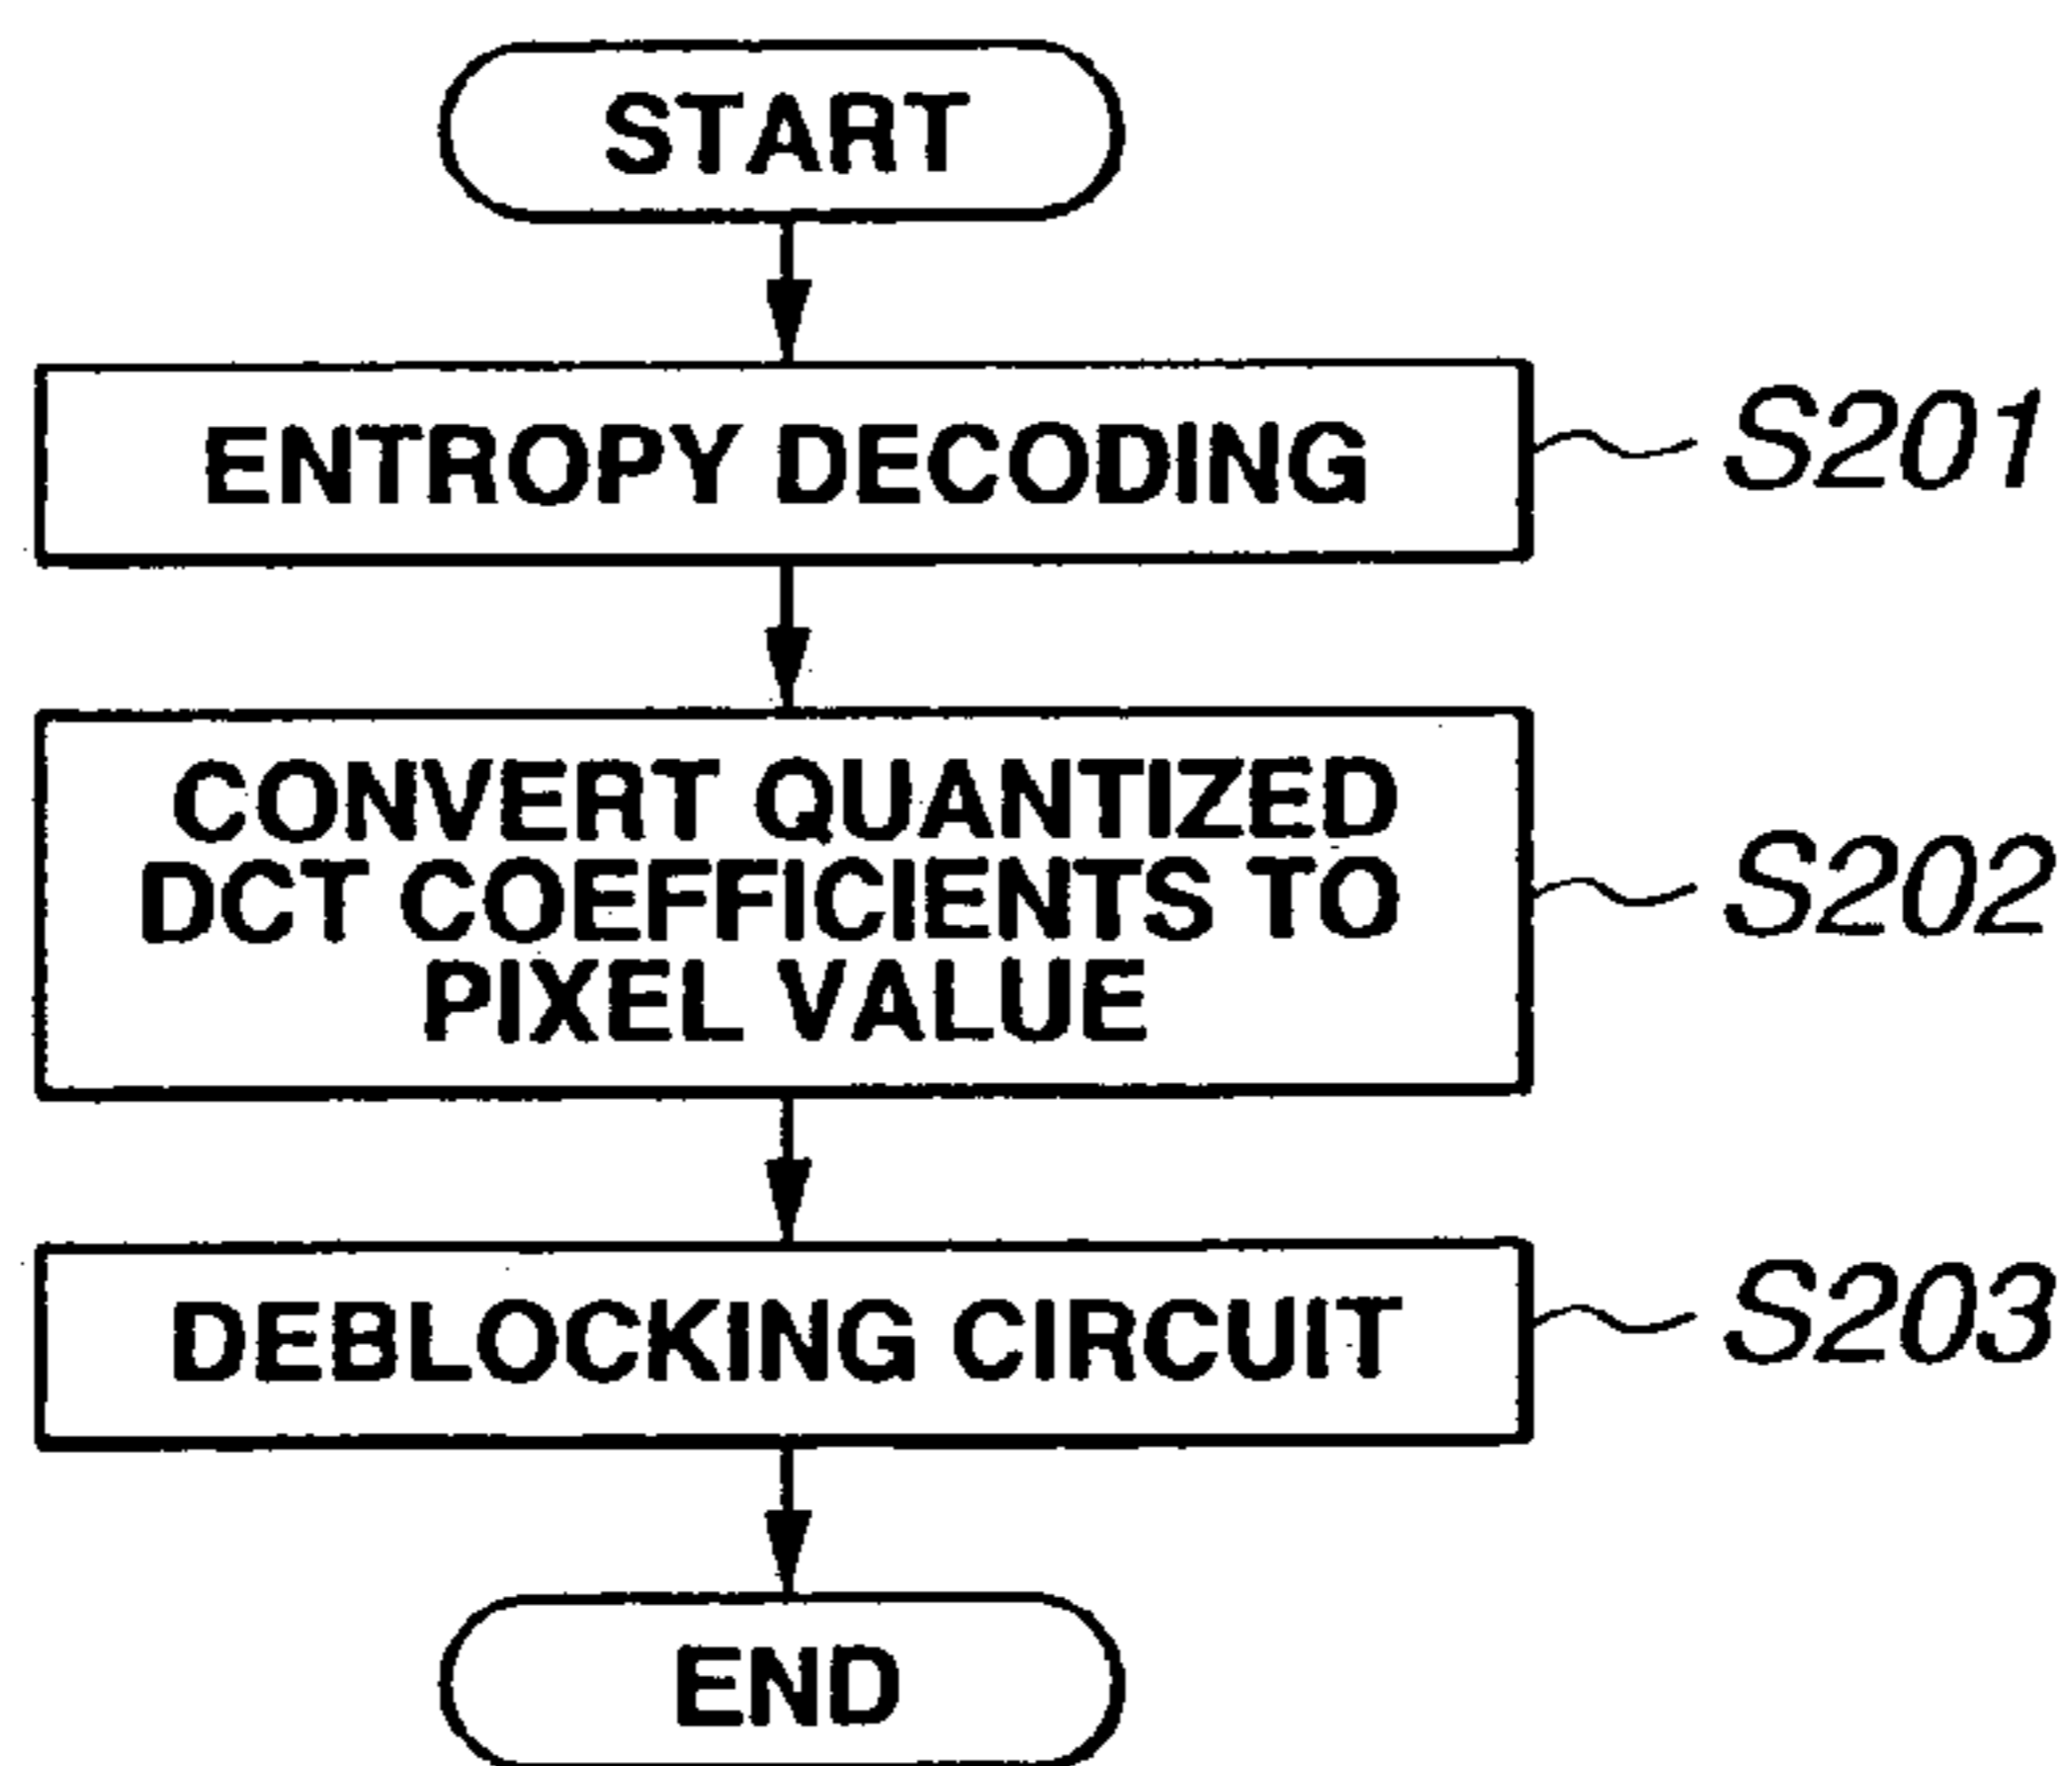 START
ENTROPY DECODING
S201
CONVERT QUANTIZED
DCT COEFFICIENTS TO
PIXEL VALUE
S202
DEBLOCKING CIRCUIT
S203
END